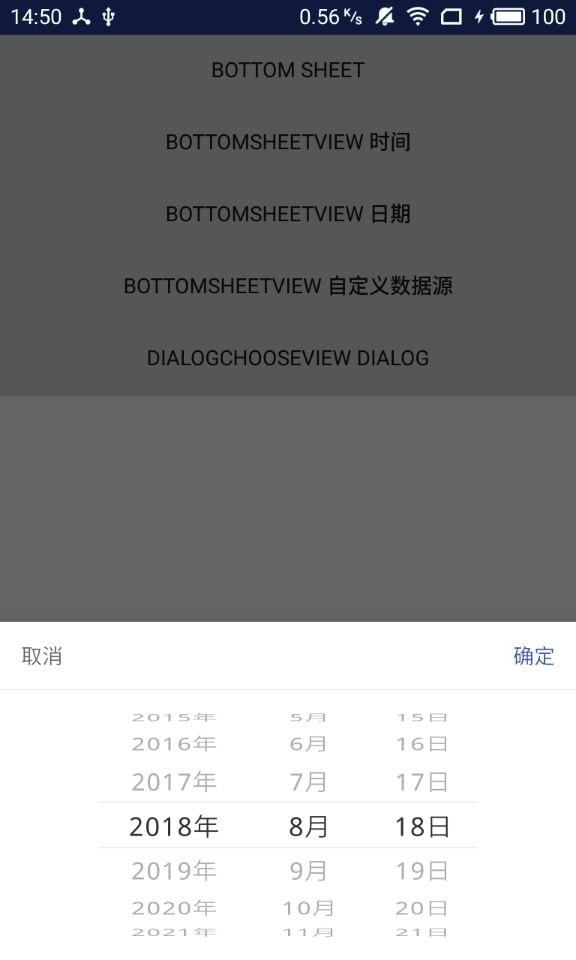 14:50 0.56 K/s 100
BOTTOM SHEET
BOTTOMSHEETVIEW 时间
BOTTOMSHEETVIEW 日期
BOTTOMSHEETVIEW 自定义数据源
DIALOGCHOOSEVIEW DIALOG
取消 确定
2015年 5月 15日
2016年 6月 16日
2017年 7月 17日
2018年 8月 18日
2019年 9月 19日
2020年 10月 20日
2021年 11月 21日